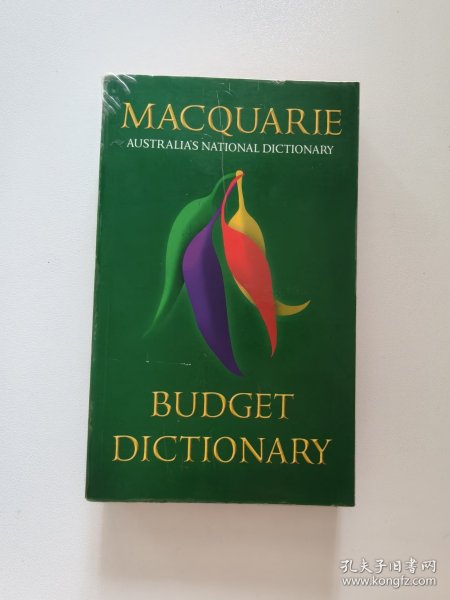 MACQUARIE
AUSTRALIA'S NATIONAL DICTIONARY
BUDGET
DICTIONARY
孔夫子旧书网
www.kongfz.com